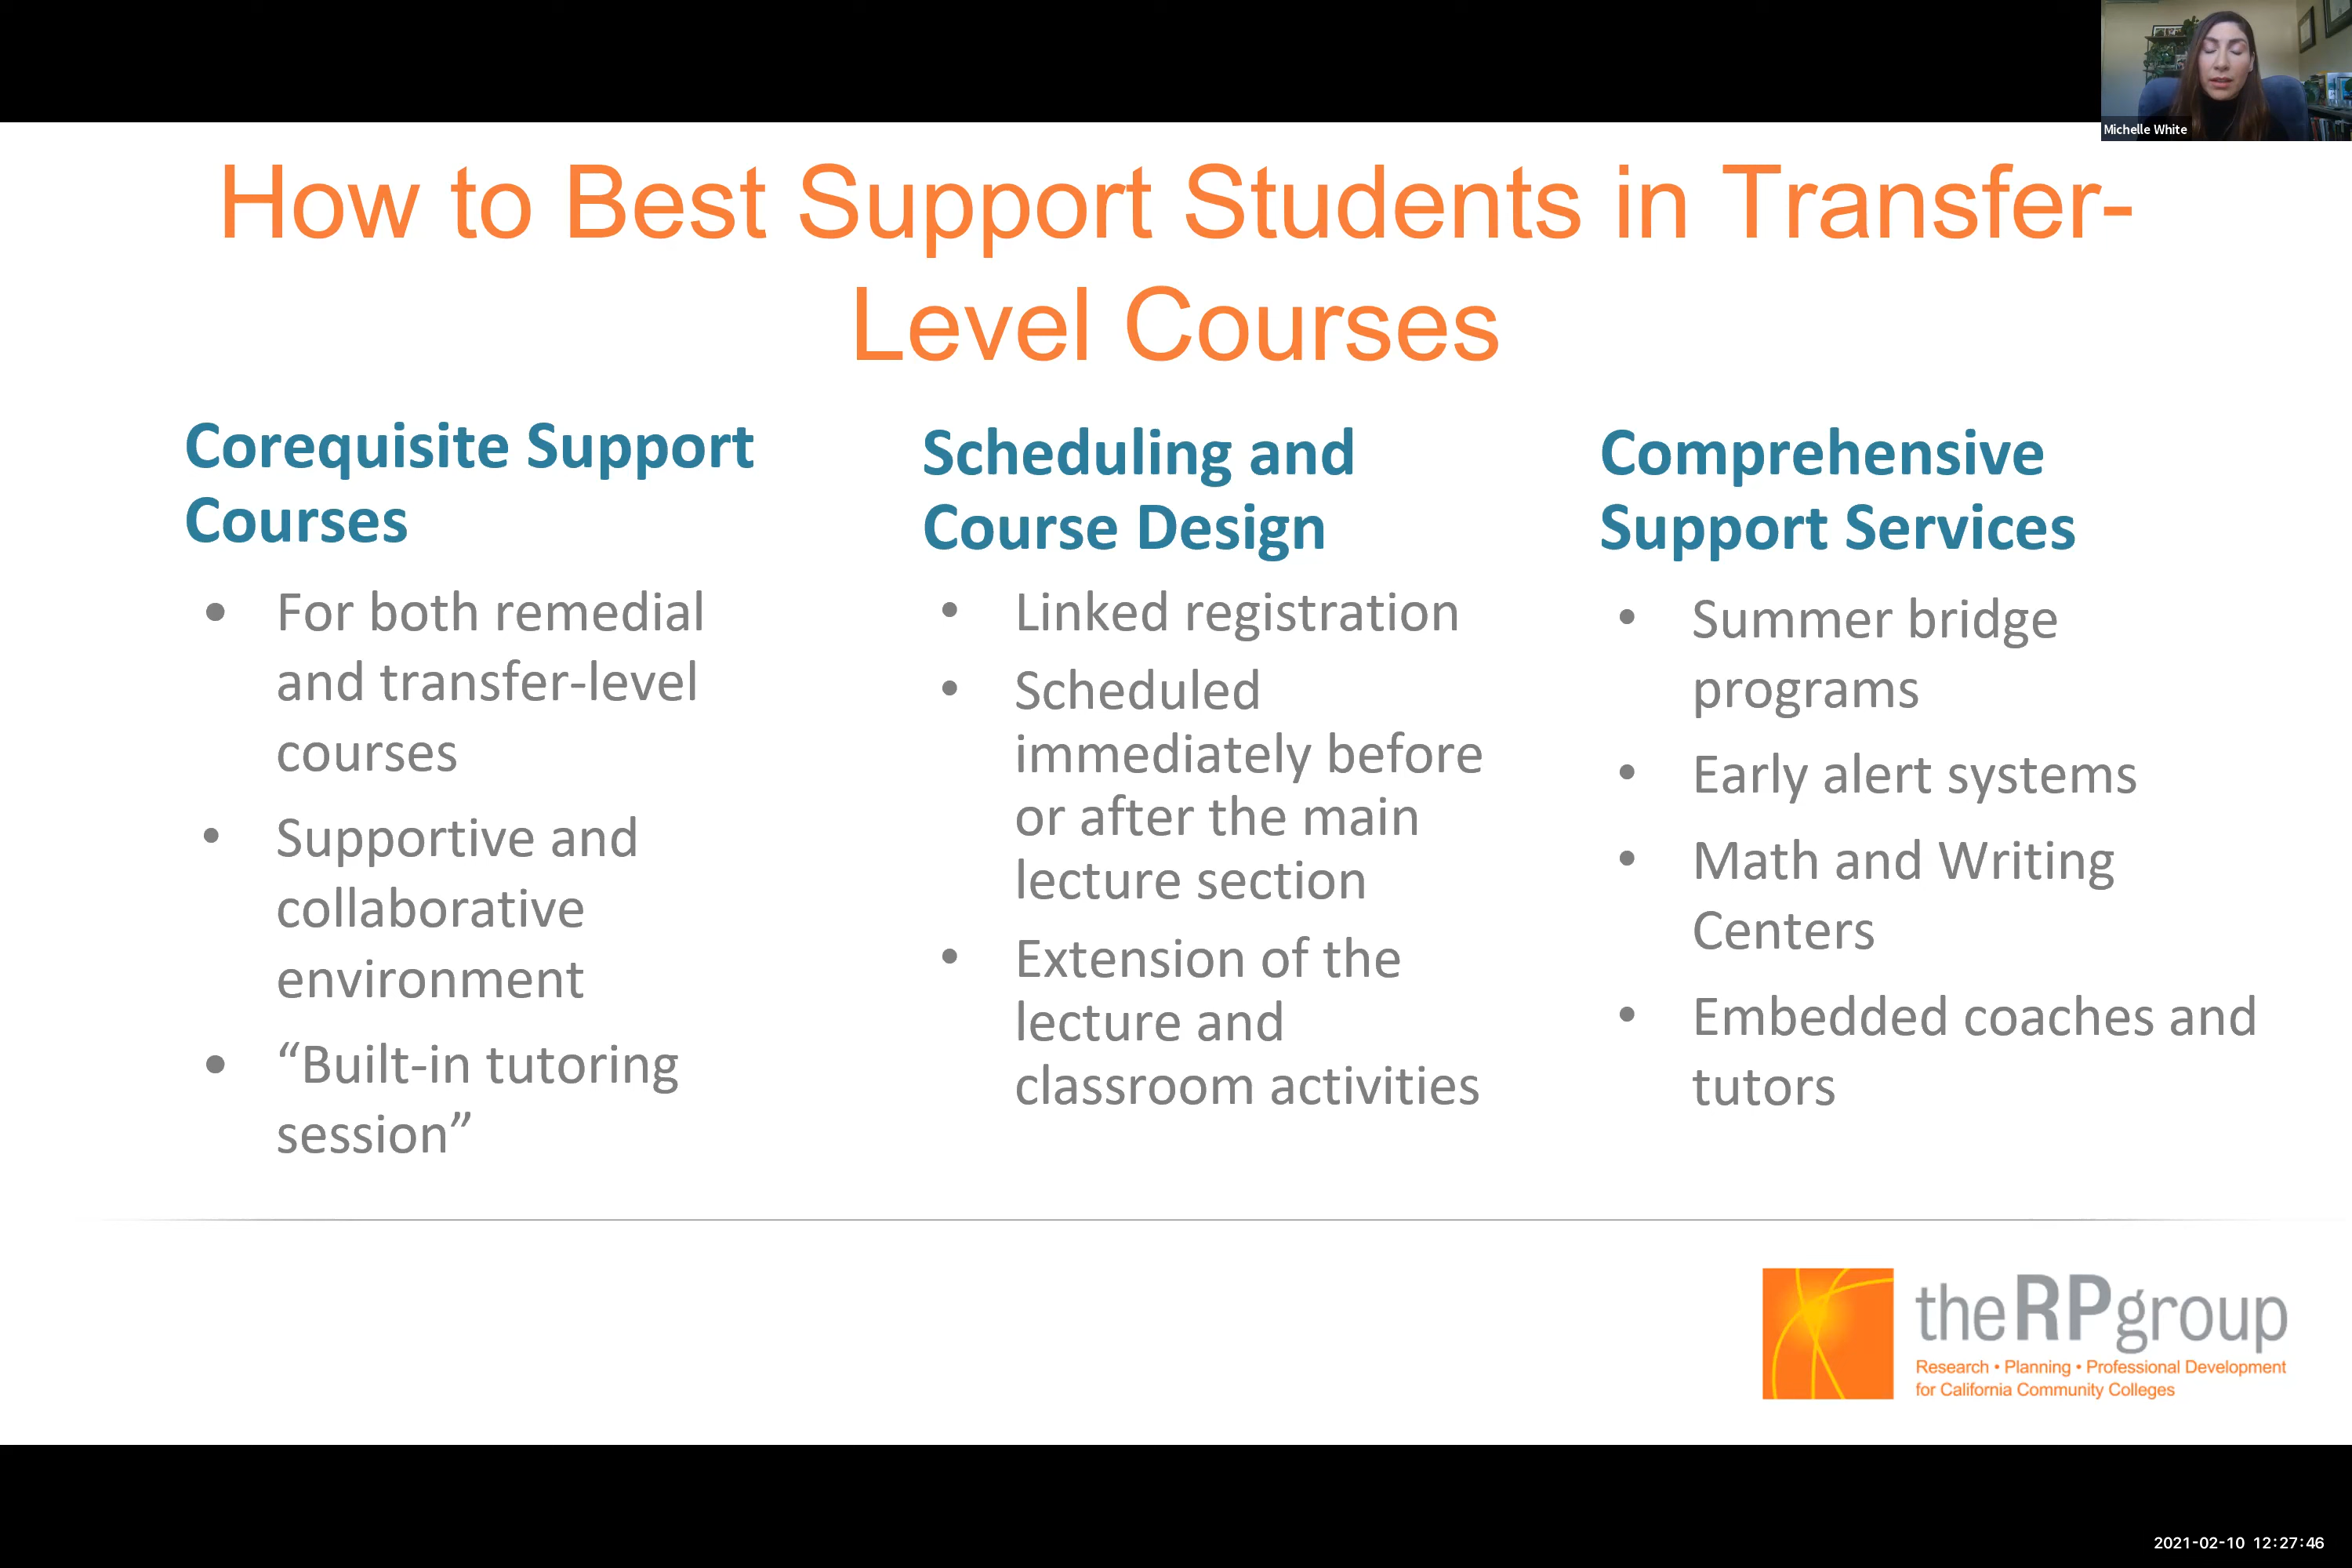 Michelle White
How to Best Support Students in Transfer-
Level Courses
Corequisite Support
Courses
• For both remedial
and transfer-level
courses
• Supportive and
collaborative
environment
• “Built-in tutoring
session”
Scheduling and
Course Design
• Linked registration
• Scheduled
immediately before
or after the main
lecture section
• Extension of the
lecture and
classroom activities
Comprehensive
Support Services
• Summer bridge
programs
• Early alert systems
• Math and Writing
Centers
• Embedded coaches and
tutors
theRPgroup
Research • Planning • Professional Development
for California Community Colleges
2021-02-10 12:27:46